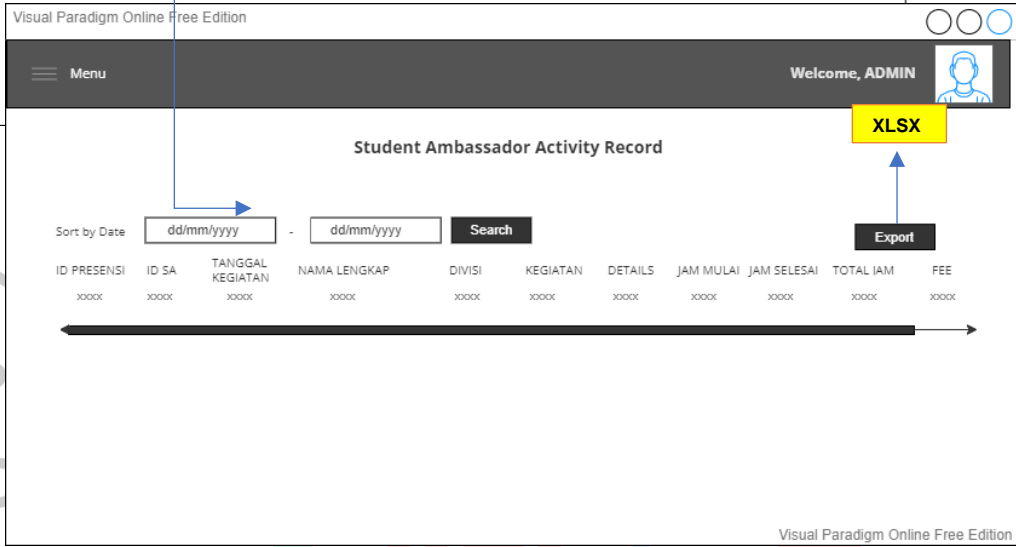 Visual Paradigm Online Free Edition
Menu
Welcome, ADMIN
XLSX
Student Ambassador Activity Record
Sort by Date dd/mm/yyyy - dd/mm/yyyy Search
Export
ID PRESENSI ID SA TANGGAL KEGIATAN NAMA LENGKAP DIVISI KEGIATAN DETAILS JAM MULAI JAM SELESAI TOTAL JAM FEE
xxxx xxxx xxxx xxxx xxxx xxxx xxxx xxxx xxxx xxxx xxxx
Visual Paradigm Online Free Edition